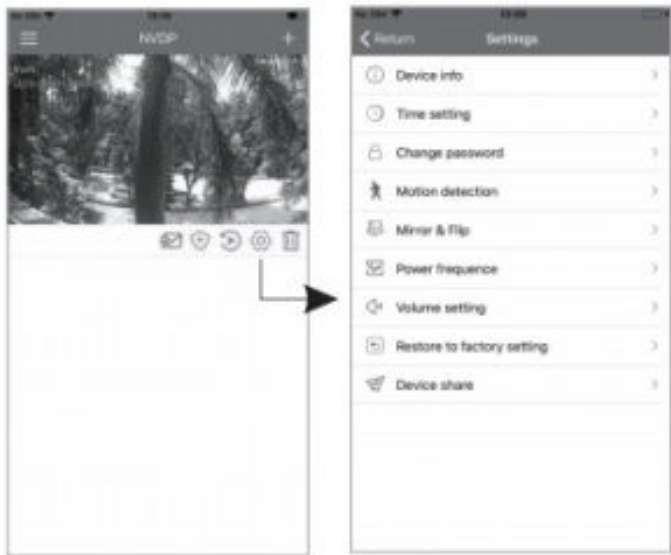 NVDP
Return
Settings
Device info
Time setting
Change password
Motion detection
Mirror & Flip
Power frequence
Volume setting
Restore to factory setting
Device share